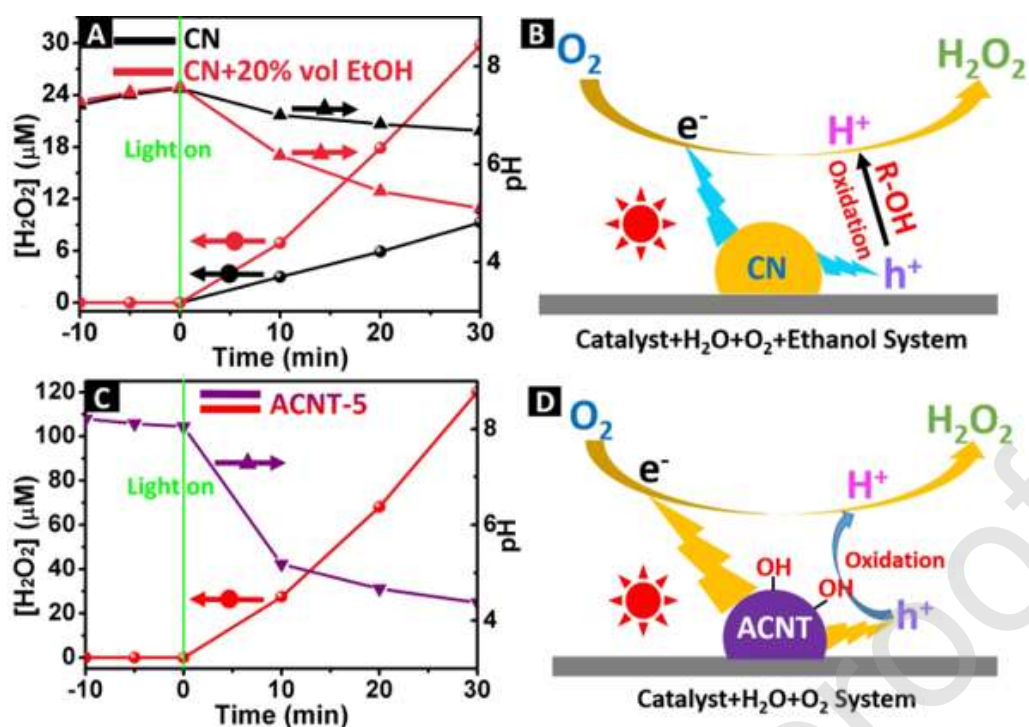 A
CN
CN+20% vol EtOH
Light on
[H₂O₂] (μM)
30
24
18
12
6
0
pH
8
6
4
-10 0 10 20 30
Time (min)
B
O₂
H₂O₂
e⁻
H⁺
R-OH
Oxidation
CN
h⁺
Catalyst+H₂O+O₂+Ethanol System
C
ACNT-5
Light on
[H₂O₂] (μM)
120
100
80
60
40
20
0
pH
8
6
4
-10 0 10 20 30
Time (min)
D
O₂
H₂O₂
e⁻
H⁺
OH
OH
Oxidation
ACNT
h⁺
Catalyst+H₂O+O₂ System
roof